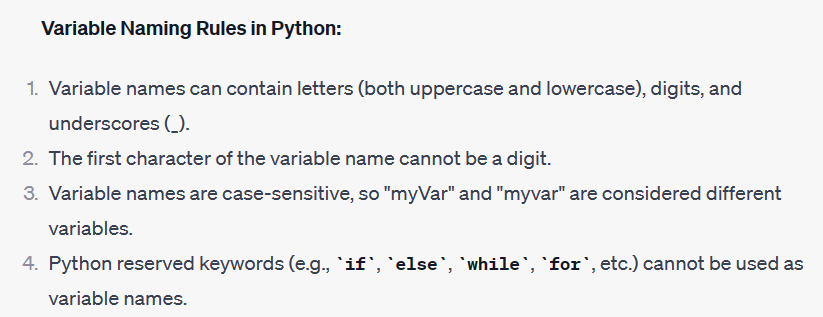 Variable Naming Rules in Python:
1. Variable names can contain letters (both uppercase and lowercase), digits, and
underscores (_).
2. The first character of the variable name cannot be a digit.
3. Variable names are case-sensitive, so "myVar" and "myvar" are considered different
variables.
4. Python reserved keywords (e.g., `if`, `else`, `while`, `for`, etc.) cannot be used as
variable names.